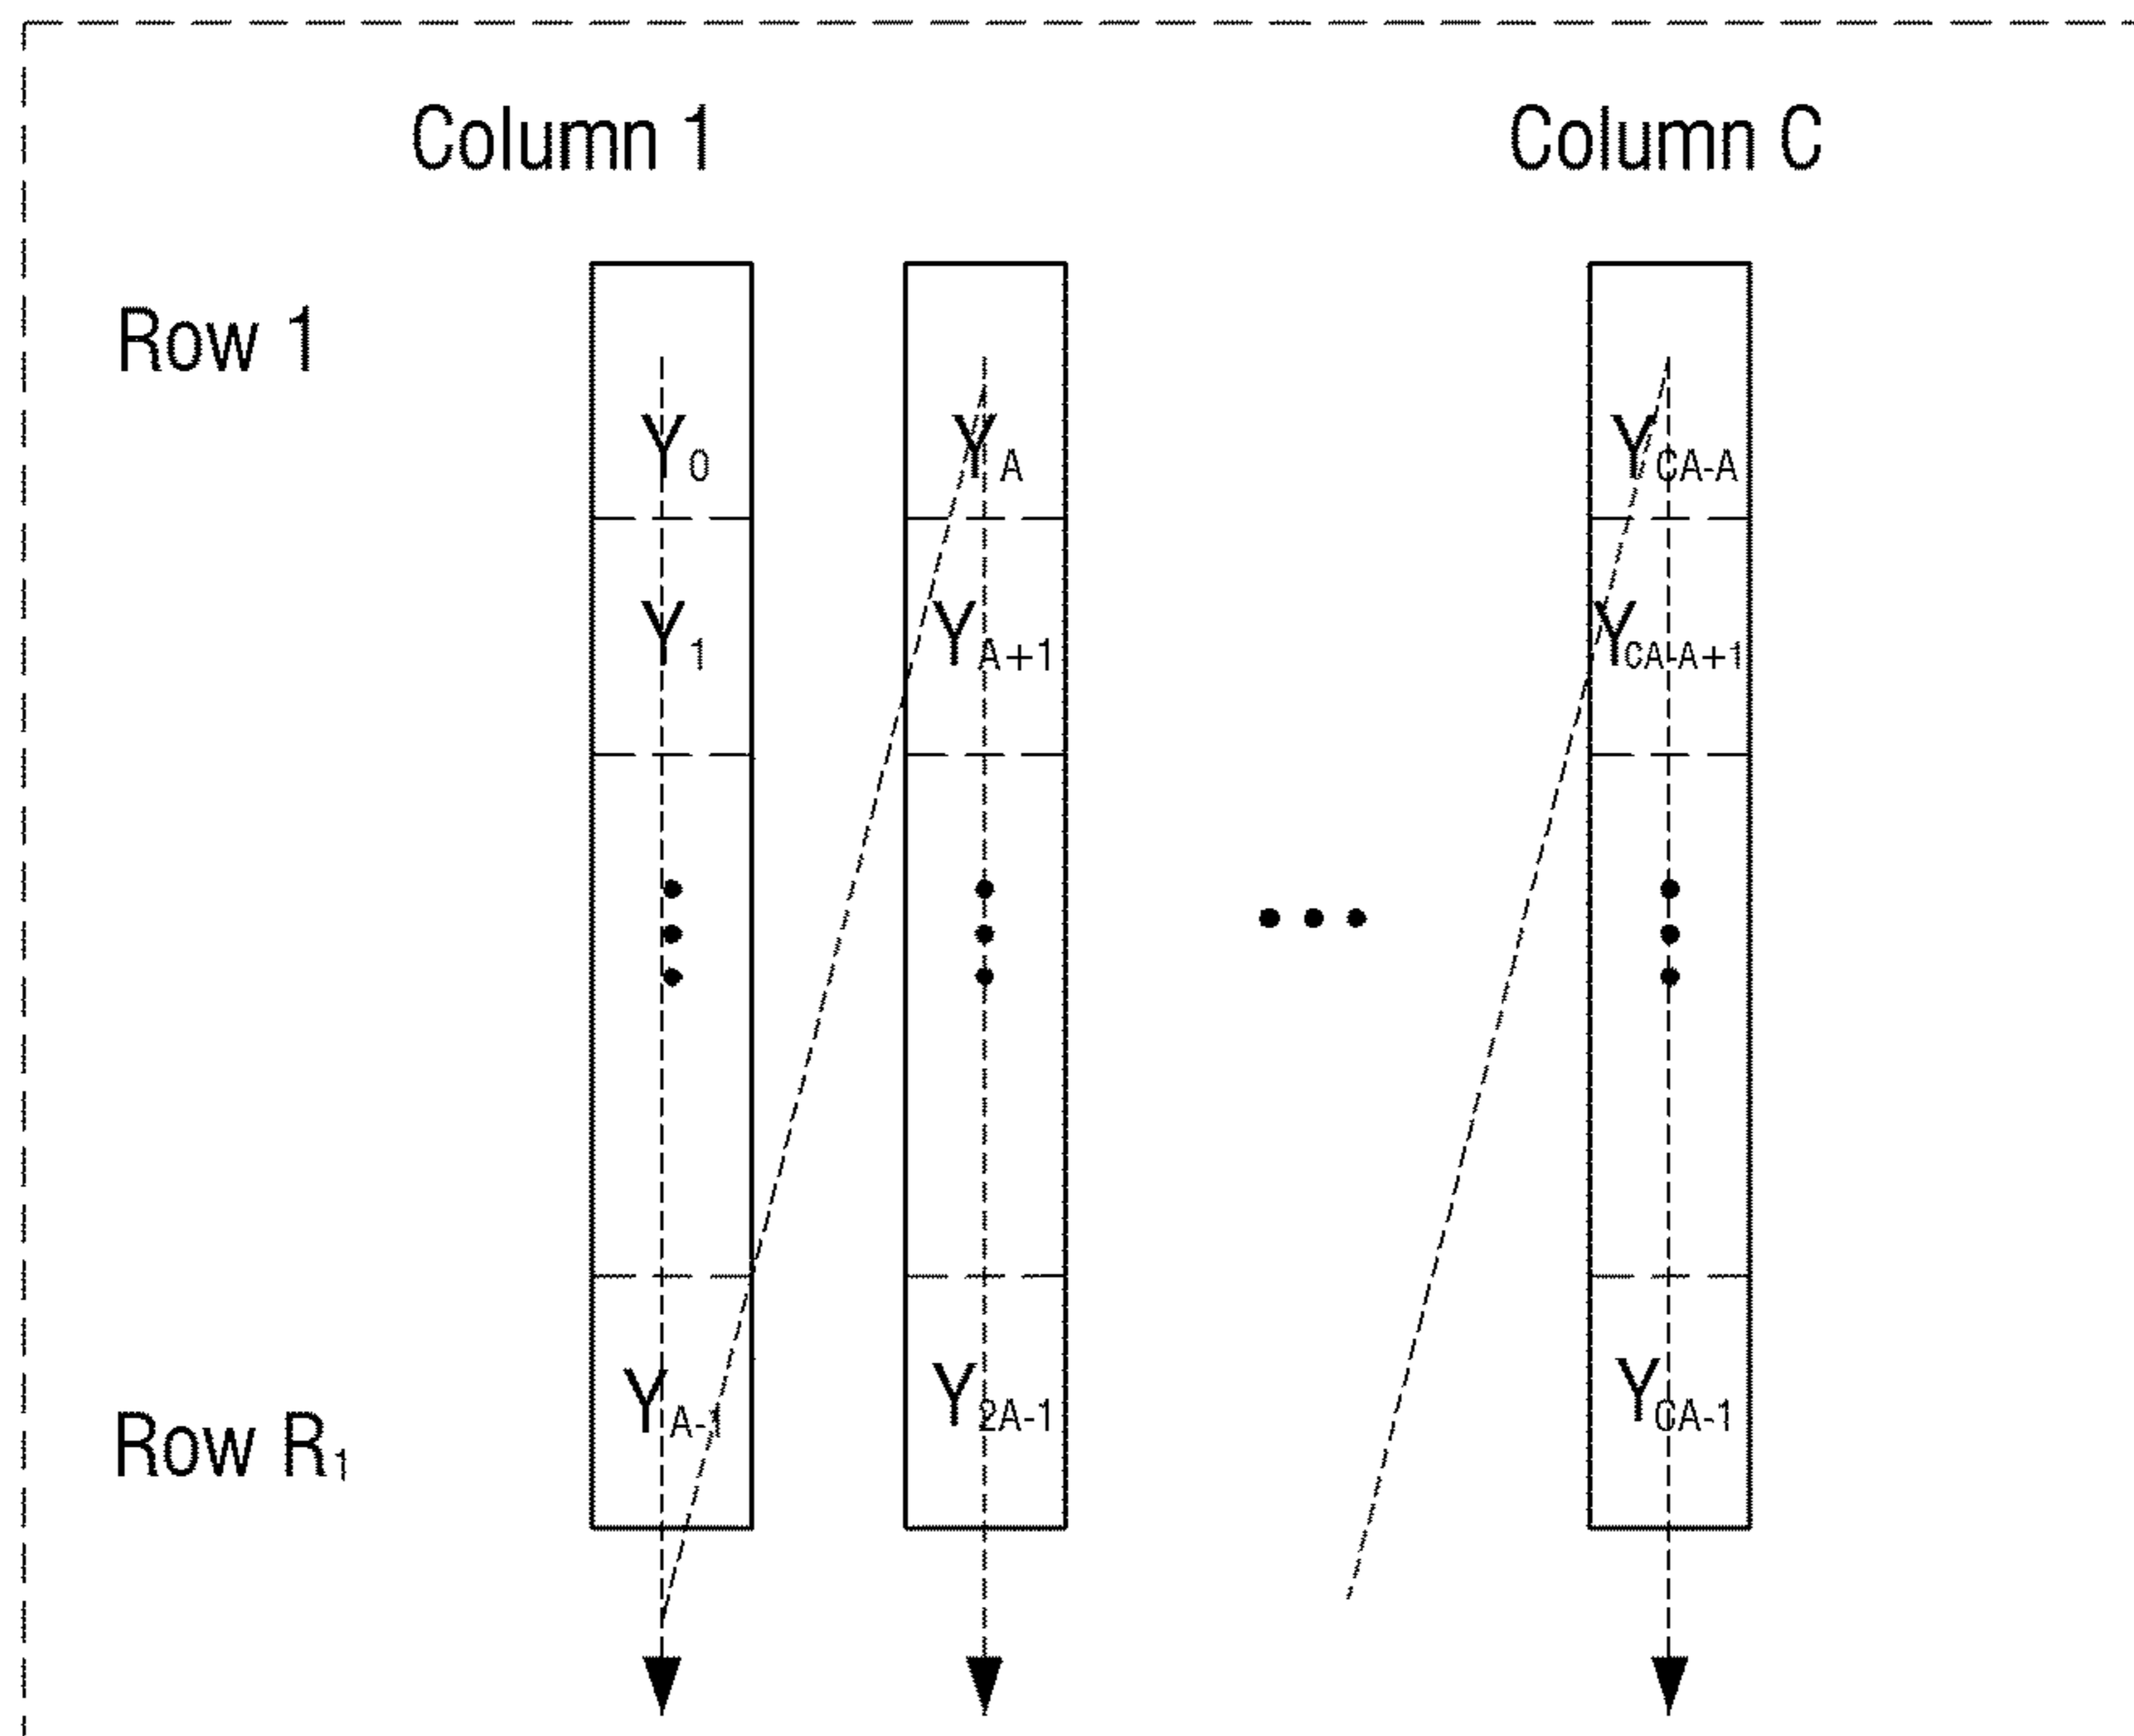 Column 1 Column C
Row 1
Y0 YA YCA-A
Y1 YA+1 YCA-A+1
YA-1 Y2A-1 YCA-1
Row R1